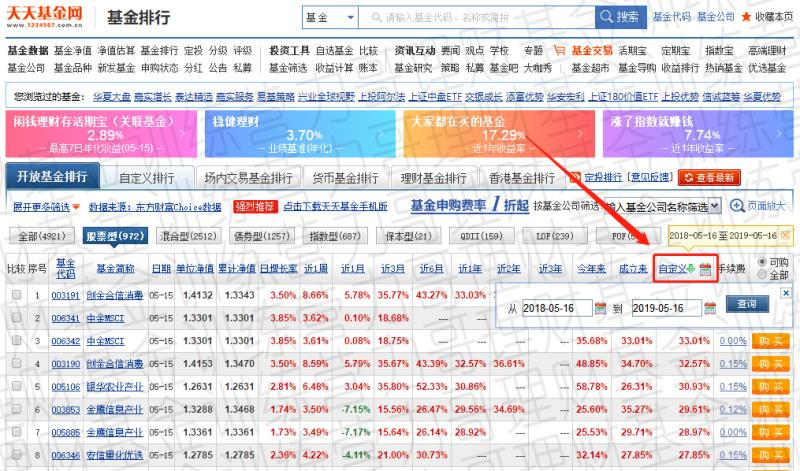 天天基金网 基金排行 基金 请输入基金代码、名称或简拼 搜索 基金代码 基金公司 收藏本页
www.1234567.com.cn
基金数据 基金净值 净值估算 基金排行 定投 分级 评级 投资工具 自选基金 比较 资讯互动 要闻 观点 学校 专题 基金交易 活期宝 定期宝 指数宝 高端理财
基金公司 基金品种 新发基金 申购状态 分红 公告 私募 基金筛选 收益计算 账本 基金研究 策略 私募 基金吧 大咖秀 基金超市 基金导购 收益排行 热销基金 优选基金
您浏览过的基金: 华夏大盘 嘉实增长 泰达精选 嘉实服务 易基策略 兴业全球视野 上投阿尔法 上证中盘ETF 交银成长 添富优势 华安宏利 上证180价值ETF 上投优势 信诚蓝筹 华夏优势
闲钱理财存活期宝（关联基金） 稳健理财 大家都在买的基金 涨了指数就赚钱
2.89% 3.70% 17.29% 7.74%
最高7日年化收益(05-15) 业绩基准(年化) 近1年收益率 近1年收益率
开放基金排行 自定义排行 场内交易基金排行 货币基金排行 理财基金排行 香港基金排行 定投排行 [意见反馈] 查看最新
展开更多筛选 数据来源：东方财富Choice数据 强烈推荐 点击下载天天基金手机版 基金申购费率1折起 按基金公司筛选 输入基金公司名称筛选 页面放大
全部(4921) 股票型(972) 混合型(2512) 债券型(1257) 指数型(687) 保本型(21) QDII(159) LOF(239) FOF( 2018-05-16 至 2019-05-16
比较 序号 基金代码 基金简称 日期 单位净值 累计净值 日增长率 近1周 近1月 近3月 近6月 近1年 近2年 近3年 今年来 成立来 自定义 手续费 可购 全部
1 003191 创金合信消费 05-15 1.4132 1.3343 3.50% 8.66% 5.78% 35.77% 43.27% 33.03%
从 2018-05-16 到 2019-05-16 查询
2 006341 中金MSCI 05-15 1.3301 1.3301 3.85% 3.62% 0.10% 18.68% ---
3 006342 中金MSCI 05-15 1.3301 1.3301 3.85% 3.61% 0.08% 18.75% --- --- --- --- 35.68% 33.01% 33.01% 0.00% 购买
4 003190 创金合信消费 05-15 1.4153 1.3470 3.50% 8.59% 5.79% 35.67% 43.39% 32.57% 36.61% --- 48.85% 34.70% 32.57% 0.15% 购买
5 005106 银华农业产业 05-15 1.2631 1.2631 2.81% 6.48% 3.04% 35.80% 52.33% 30.86% --- --- 58.78% 26.31% 30.93% 0.15% 购买
6 003853 金鹰信息产业 05-15 1.3288 1.3468 1.74% 3.50% -7.15% 15.56% 26.47% 29.56% 34.69% --- 25.60% 35.27% 29.61% 0.12% 购买
7 005885 金鹰信息产业 05-15 1.3361 1.3361 1.73% 3.49% -7.17% 15.64% 26.14% 28.92% --- --- 25.53% 29.71% 28.97% 0.00% 购买
8 006346 安信量化优选 05-15 1.2785 1.2785 2.36% 4.22% -4.11% 21.00% 30.73% --- --- --- 32.14% 27.85% 27.85% 0.15% 购买